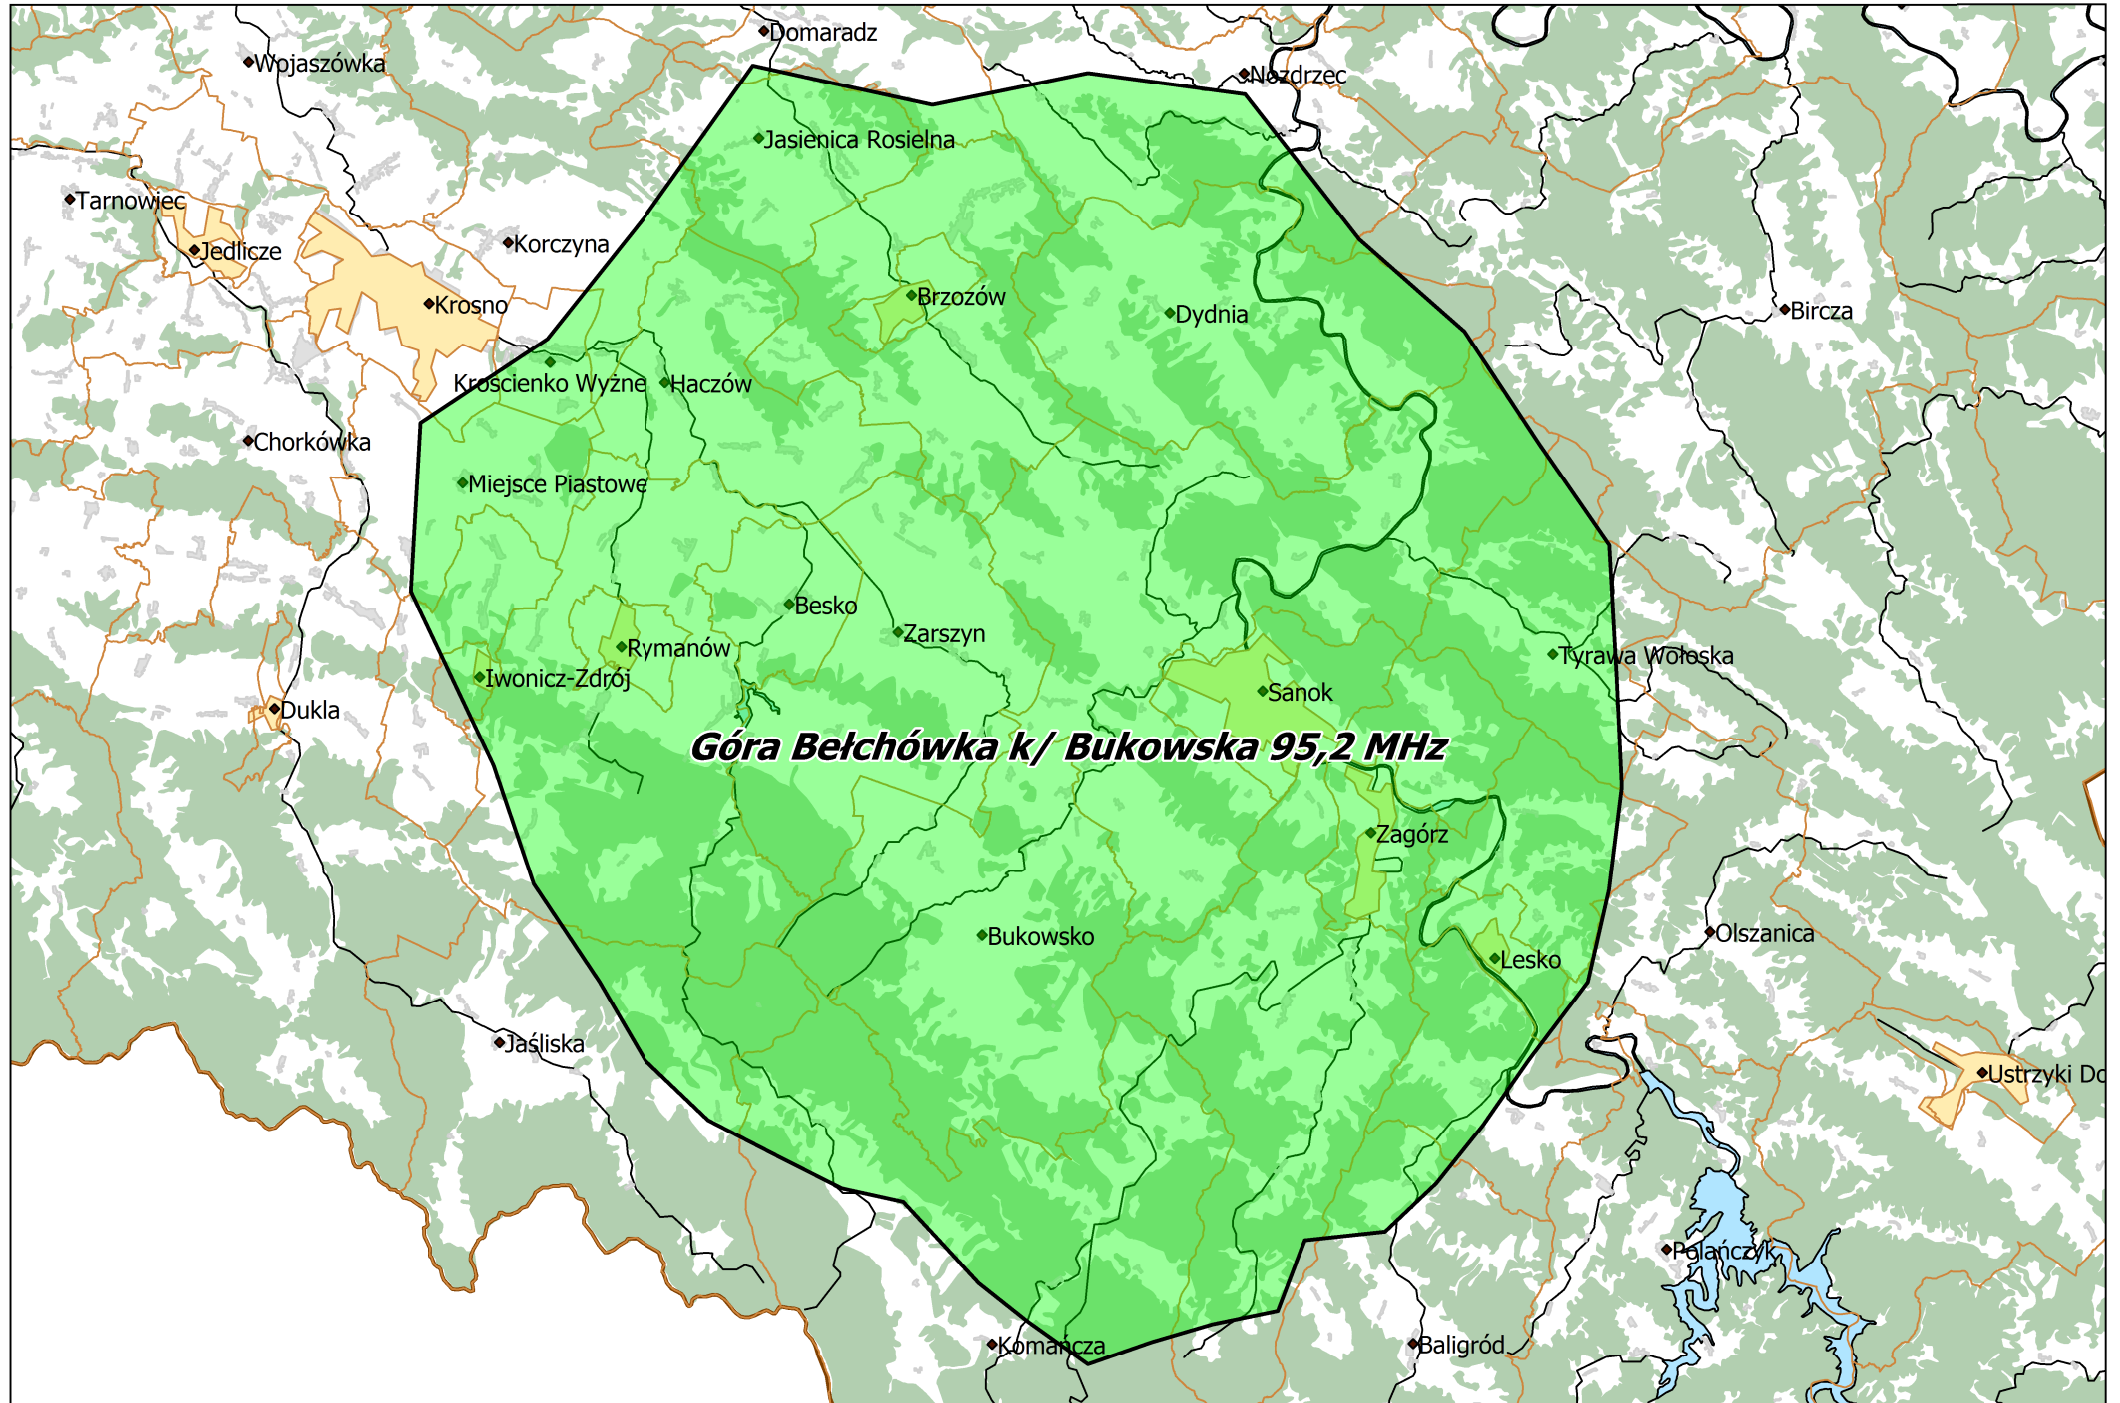 Domaradz
Wojaszówka
Nozdrzec
Jasienica Rosielna
Tarnowiec
Korczyna
Jedlicze
Brzozów
Krosno
Bircza
Dydnia
Krościenko Wyżne
Haczów
Chorkówka
Miejsce Piastowe
Besko
Zarszyn
Rymanów
Tyrawa Wołoska
Iwonicz-Zdrój
Sanok
Dukla
Góra Bełchówka k/ Bukowska 95,2 MHz
Zagórz
Olszanica
Bukowsko
Lesko
Jaśliska
Ustrzyki Do
Polańczyk
Komańcza
Baligród